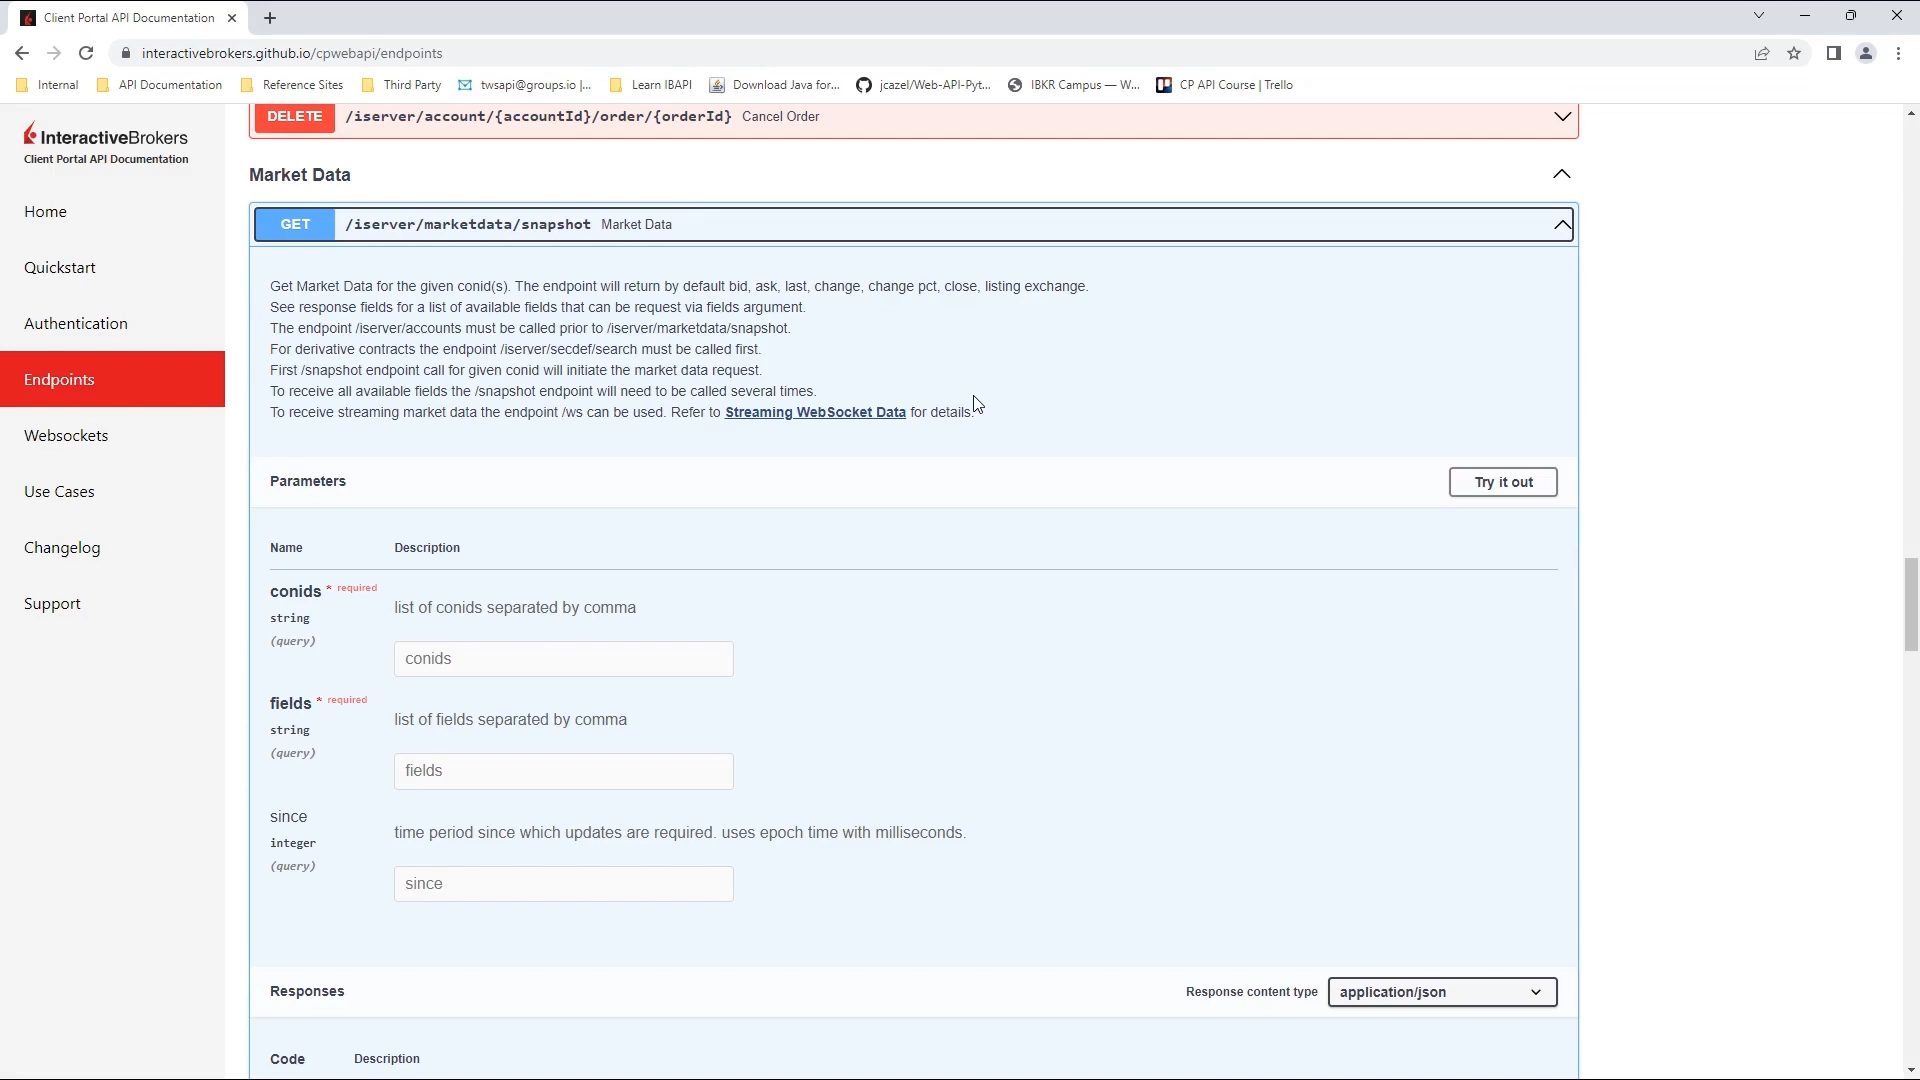 Client Portal API Documentation
interactivebrokers.github.io/cpwebapi/endpoints
Internal API Documentation Reference Sites Third Party twsapi@groups.io |... Learn IBAPI Download Java for... jcazel/Web-API-Pyt... IBKR Campus — W... CP API Course | Trello
InteractiveBrokers
Client Portal API Documentation
Home
Quickstart
Authentication
Endpoints
Websockets
Use Cases
Changelog
Support
DELETE /iserver/account/{accountId}/order/{orderId} Cancel Order
Market Data
GET /iserver/marketdata/snapshot Market Data
Get Market Data for the given conid(s). The endpoint will return by default bid, ask, last, change, change pct, close, listing exchange.
See response fields for a list of available fields that can be request via fields argument.
The endpoint /iserver/accounts must be called prior to /iserver/marketdata/snapshot.
For derivative contracts the endpoint /iserver/secdef/search must be called first.
First /snapshot endpoint call for given conid will initiate the market data request.
To receive all available fields the /snapshot endpoint will need to be called several times.
To receive streaming market data the endpoint /ws can be used. Refer to Streaming WebSocket Data for details.
Parameters Try it out
Name Description
conids * required
string
(query)
list of conids separated by comma
conids
fields * required
string
(query)
list of fields separated by comma
fields
since
integer
(query)
time period since which updates are required. uses epoch time with milliseconds.
since
Responses Response content type application/json
Code Description